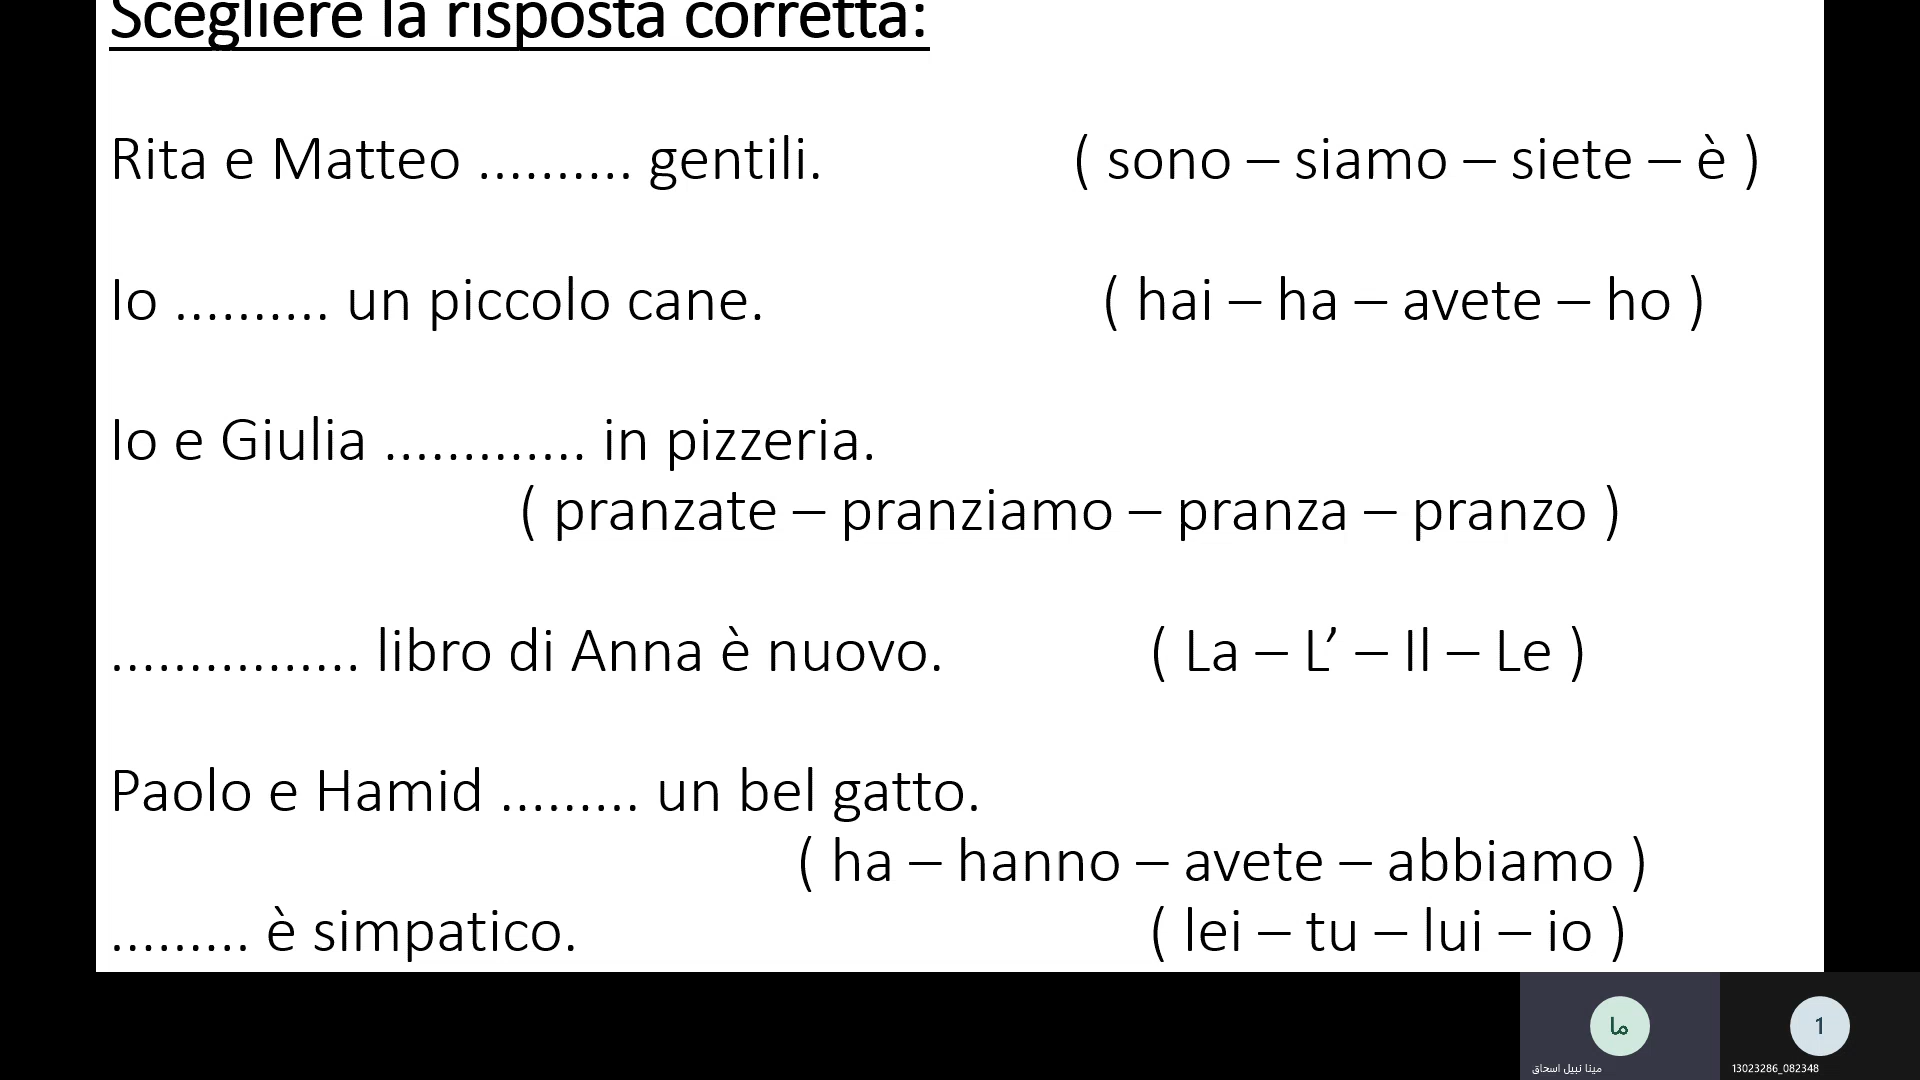 Scegliere la risposta corretta:
Rita e Matteo .......... gentili. ( sono – siamo – siete – è )
Io .......... un piccolo cane. ( hai – ha – avete – ho )
Io e Giulia ............. in pizzeria.
( pranzate – pranziamo – pranza – pranzo )
................ libro di Anna è nuovo. ( La – L’ – Il – Le )
Paolo e Hamid ......... un bel gatto.
( ha – hanno – avete – abbiamo )
......... è simpatico. ( lei – tu – lui – io )
ما
1
مينا نبيل اسحاق
13023286_082348